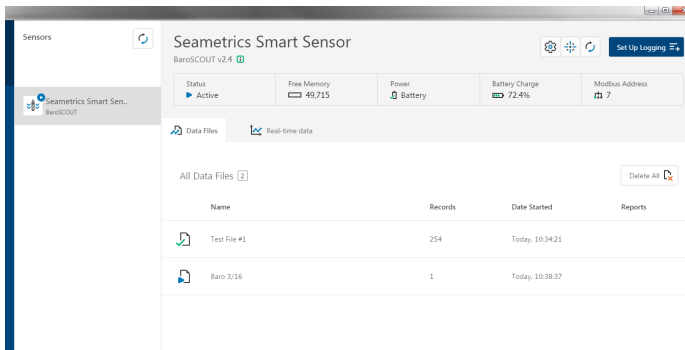 Sensors
Seametrics Smart Sensor
BaroSCOUT v2.4
Set Up Logging
Seametrics Smart Sen..
BaroSCOUT
Status
Active
Free Memory
49,715
Power
Battery
Battery Charge
72.4%
Modbus Address
7
Data Files
Real-time data
All Data Files 2
Delete All
Name Records Date Started Reports
Test File #1 254 Today, 10:34:21
Baro 3/16 1 Today, 10:38:37